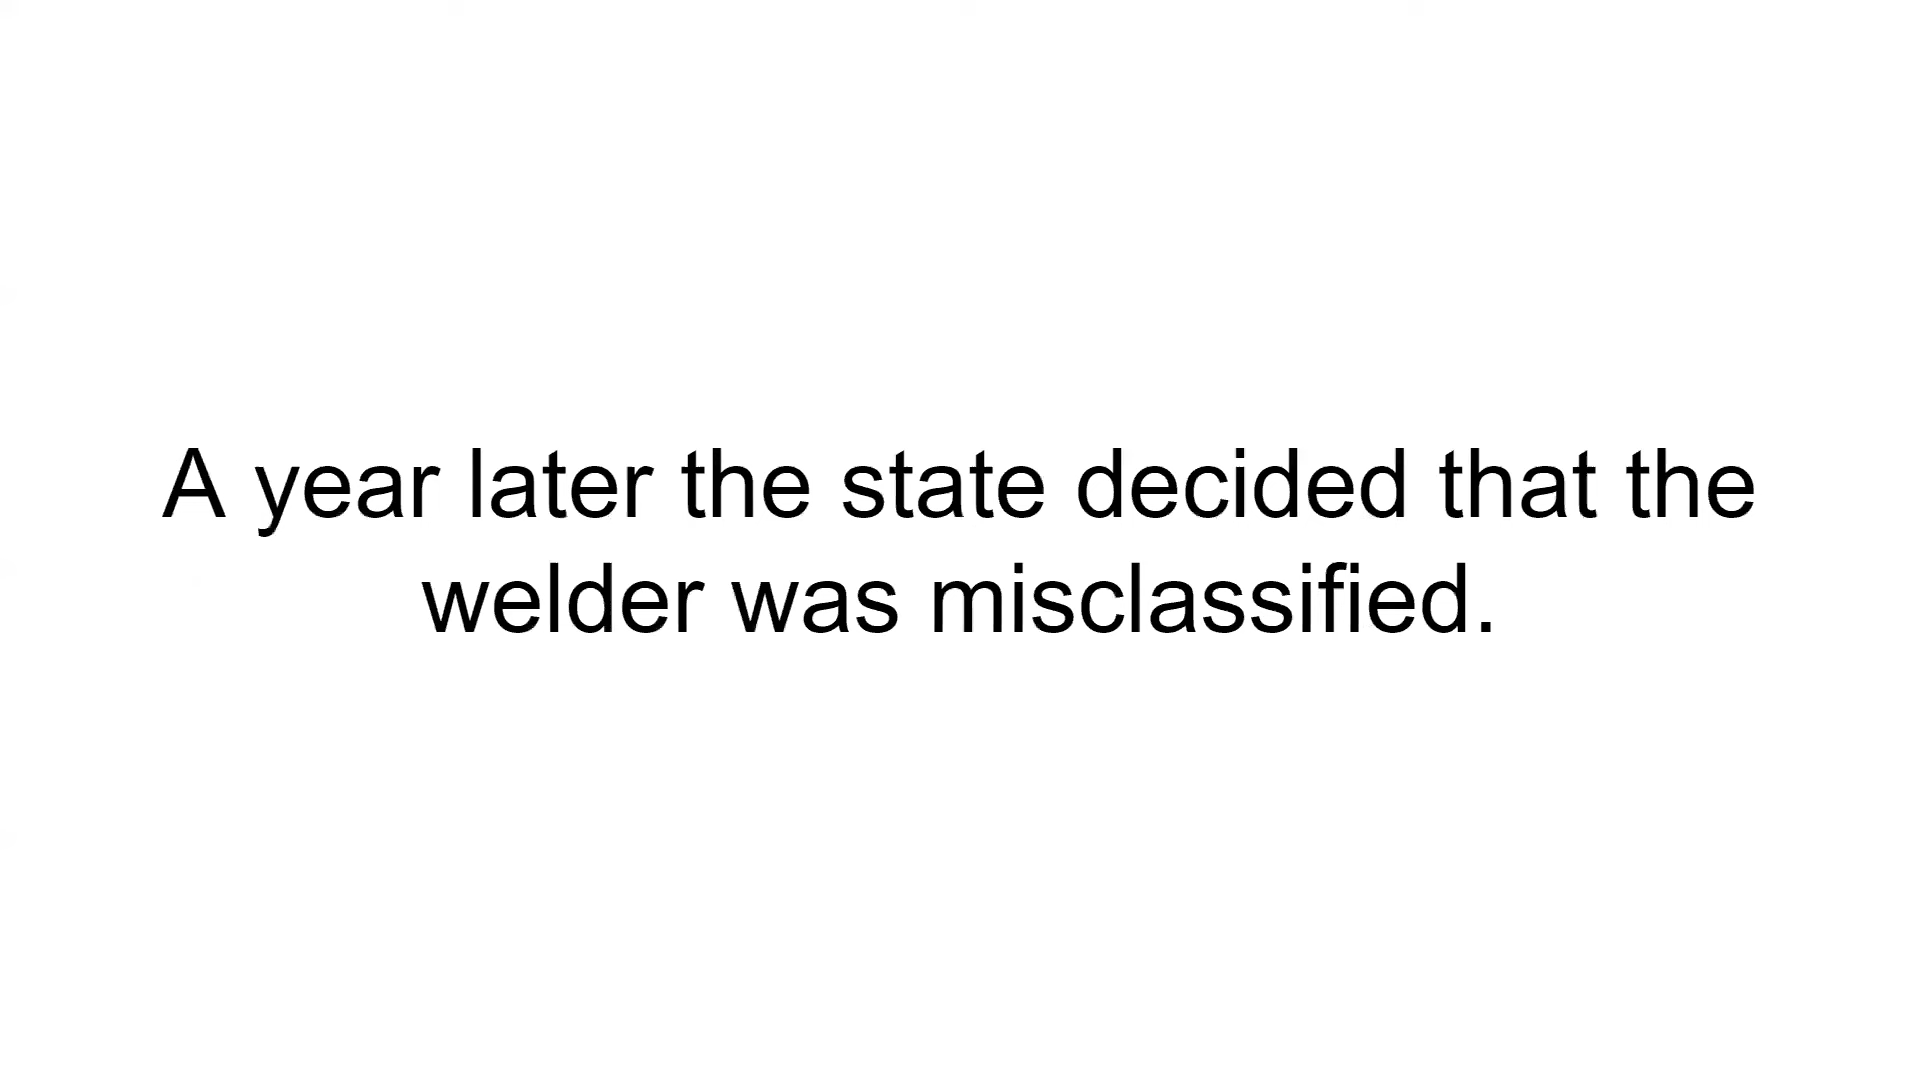 A year later the state decided that the
welder was misclassified.